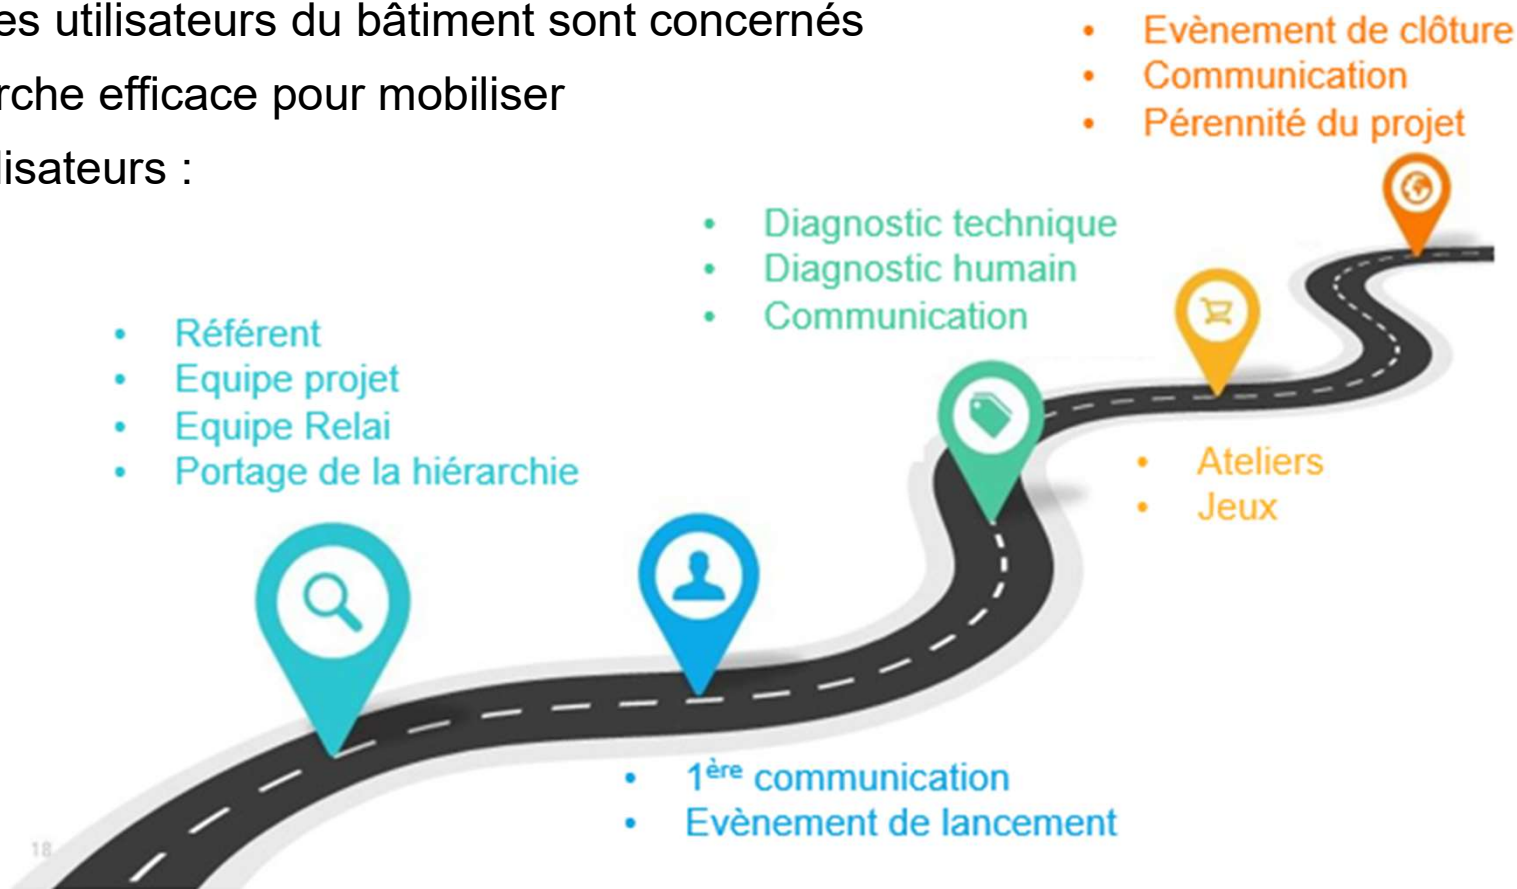 es utilisateurs du bâtiment sont concernés
rche efficace pour mobiliser
lisateurs :
• Evènement de clôture
• Communication
• Pérennité du projet
• Diagnostic technique
• Diagnostic humain
• Communication
• Référent
• Equipe projet
• Equipe Relai
• Portage de la hiérarchie
• Ateliers
• Jeux
• 1ère communication
• Evènement de lancement
18